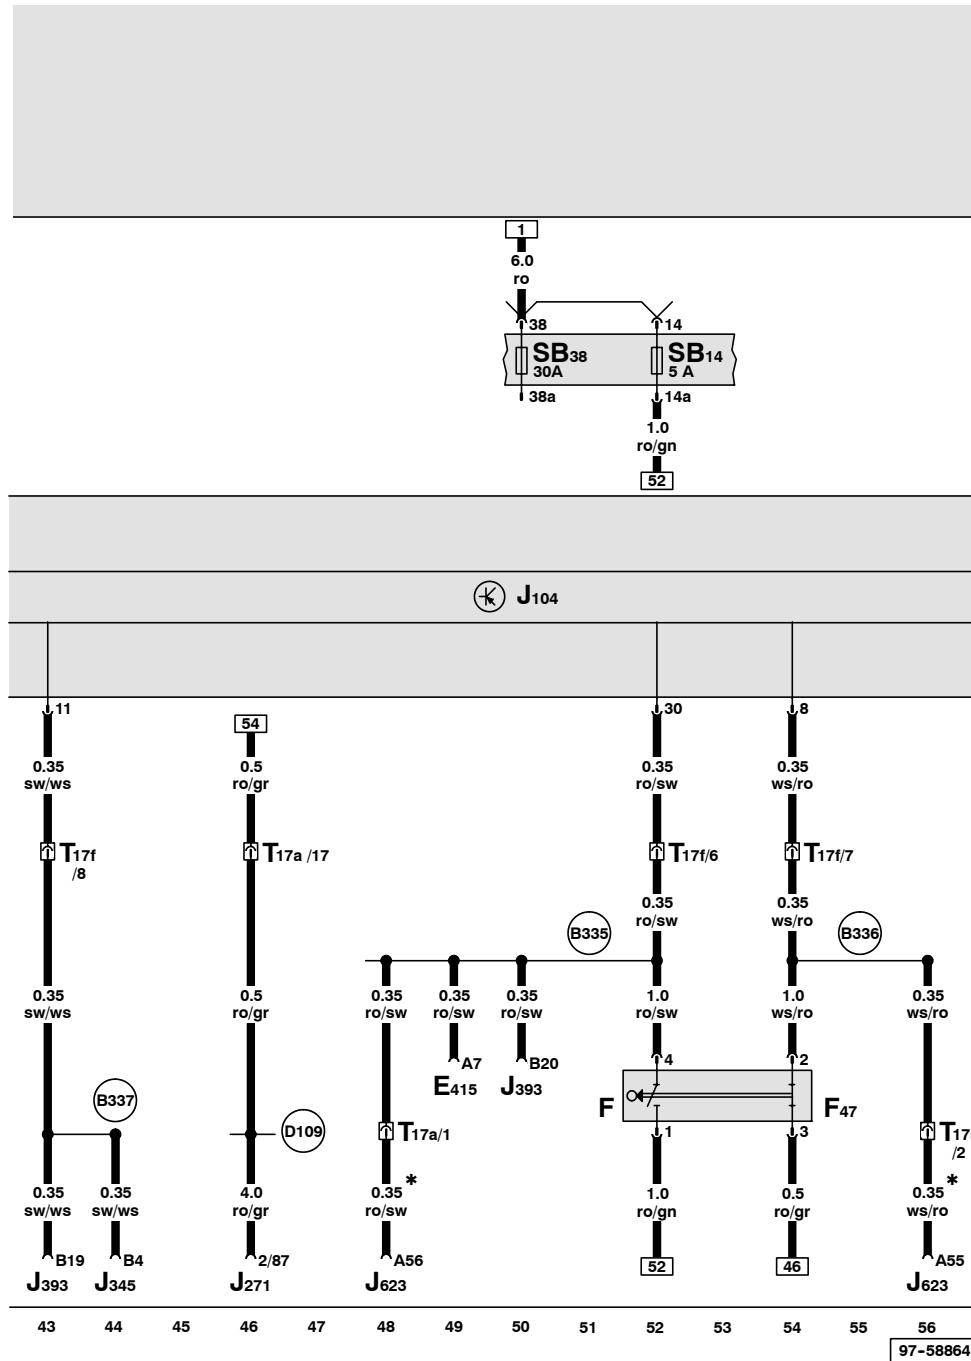 1
6.0
ro
38
14
SB38
30A
SB14
5 A
38a
14a
1.0
ro/gn
52
J104
11
54
30
8
0.35
sw/ws
0.5
ro/gr
0.35
ro/sw
0.35
ws/ro
T17f
/8
T17a /17
T17f/6
T17f/7
0.35
ro/sw
0.35
ws/ro
B335
B336
0.35
sw/ws
0.5
ro/gr
0.35
ro/sw
0.35
ro/sw
0.35
ro/sw
1.0
ro/sw
1.0
ws/ro
0.35
ws/ro
A7
E415
B20
J393
4
2
F
F47
B337
D109
T17a/1
1
3
T17
/2
0.35
sw/ws
0.35
sw/ws
4.0
ro/gr
0.35 *
ro/sw
1.0
ro/gn
0.5
ro/gr
0.35 *
ws/ro
B19
J393
B4
J345
2/87
J271
A56
J623
52
46
A55
J623
43 44 45 46 47 48 49 50 51 52 53 54 55 56
97-58864